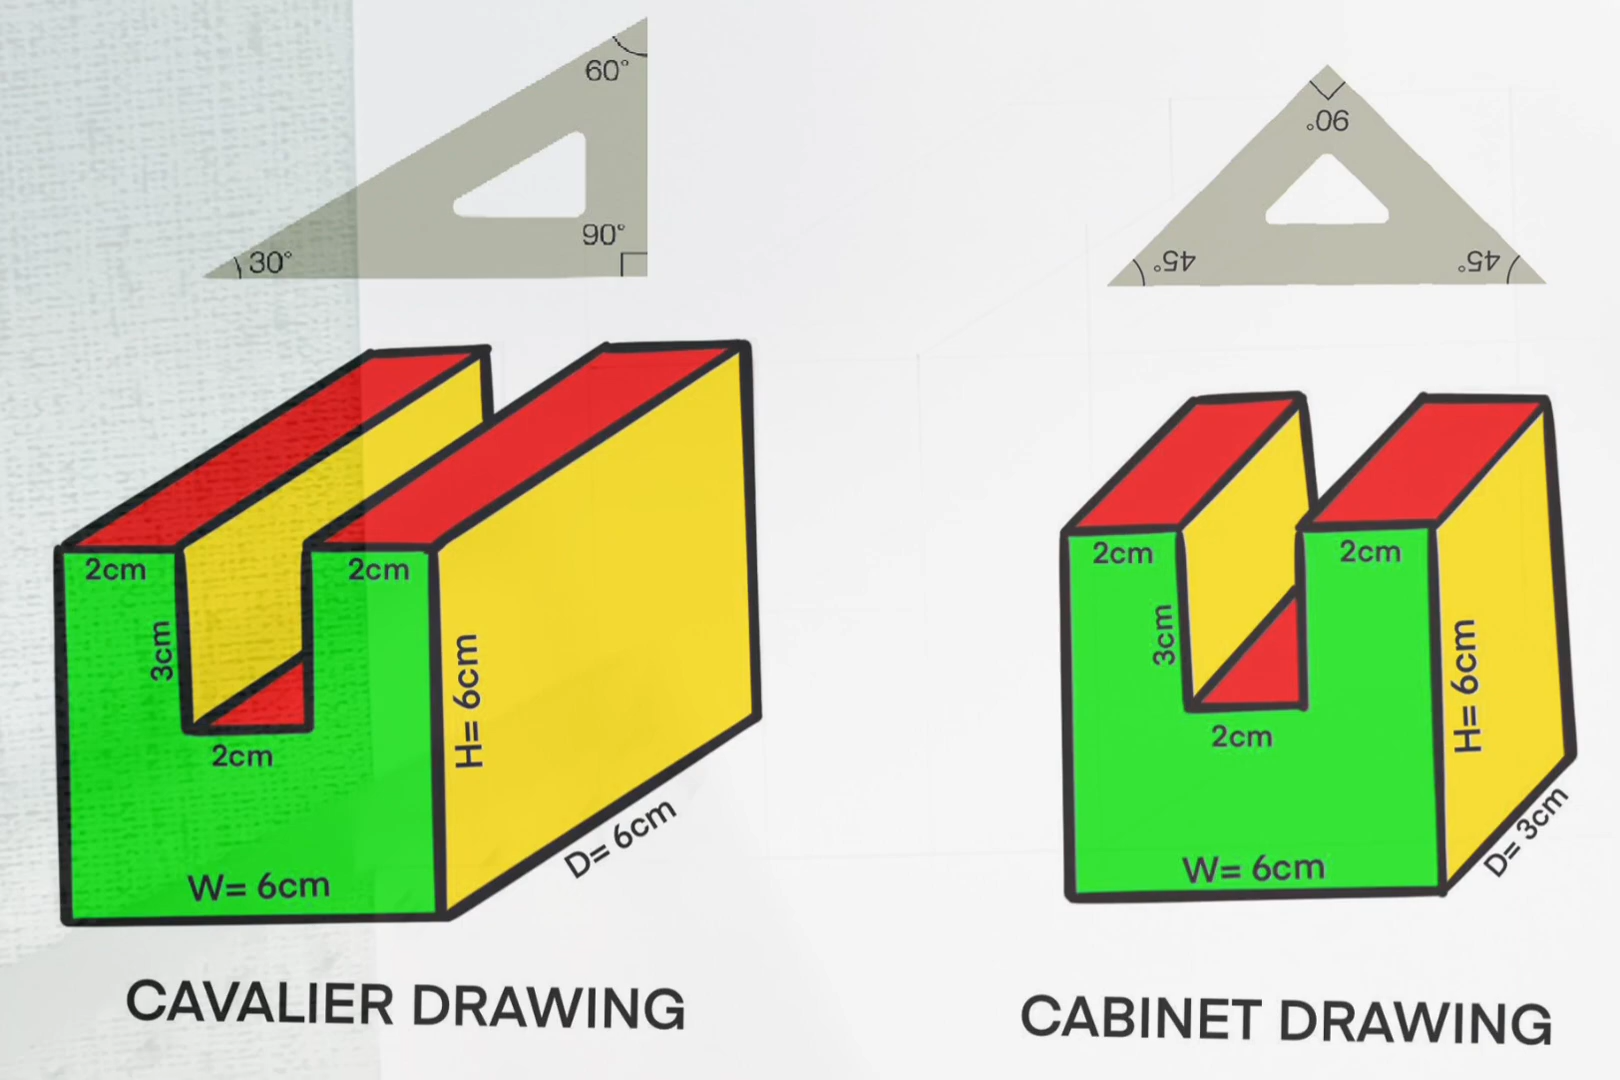 60°
90°
30°
90°
45°
45°
2cm
2cm
3cm
2cm
H= 6cm
W= 6cm
D= 6cm
2cm
2cm
3cm
2cm
H= 6cm
W= 6cm
D= 3cm
CAVALIER DRAWING
CABINET DRAWING